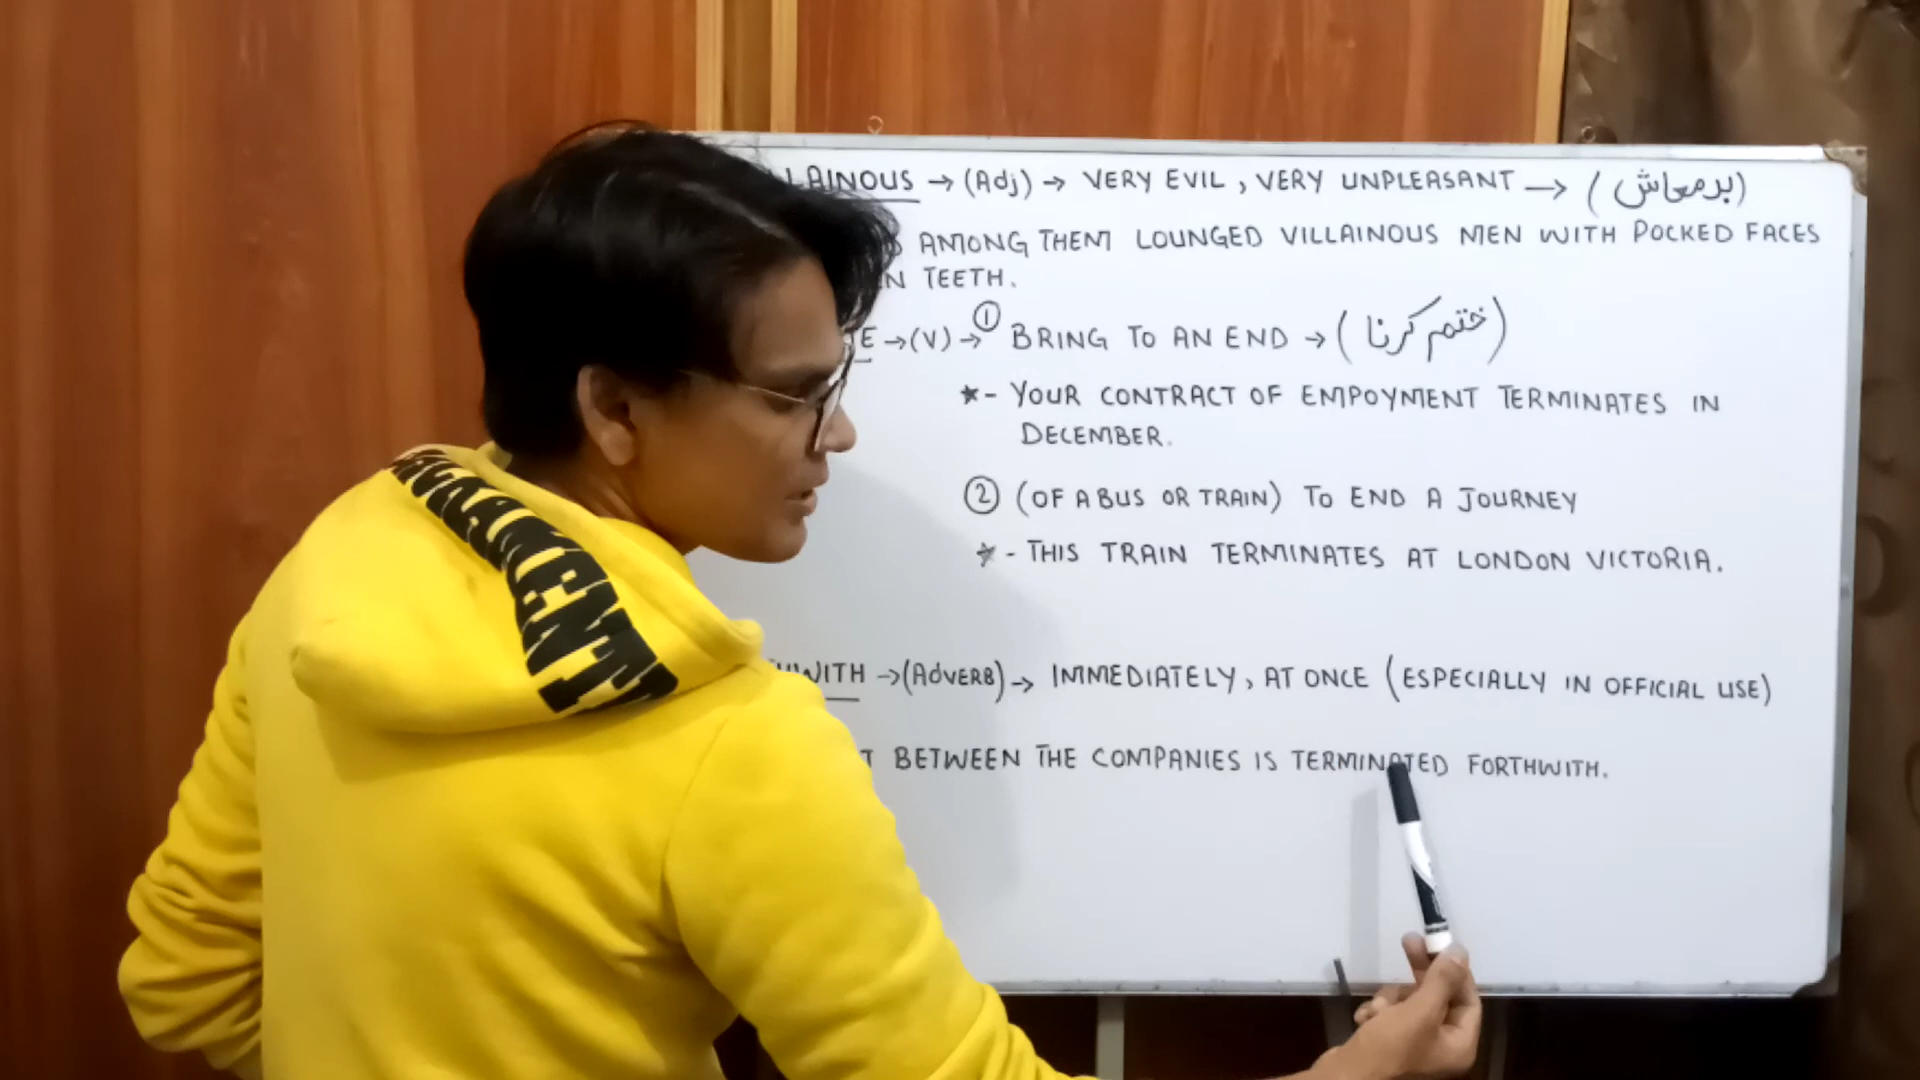 LAINOUS → (Adj) → VERY EVIL, VERY UNPLEASANT → (بدمعاش)
AMONG THEM LOUNGED VILLAINOUS MEN WITH POCKED FACES
N TEETH.
E → (V) → ① BRING TO AN END → (ختم کرنا)
★- YOUR CONTRACT OF EMPOYMENT TERMINATES IN
DECEMBER.
② (OF A BUS OR TRAIN) TO END A JOURNEY
★- THIS TRAIN TERMINATES AT LONDON VICTORIA.
HWITH → (ADVERB) → IMMEDIATELY, AT ONCE (ESPECIALLY IN OFFICIAL USE)
T BETWEEN THE COMPANIES IS TERMINATED FORTHWITH.